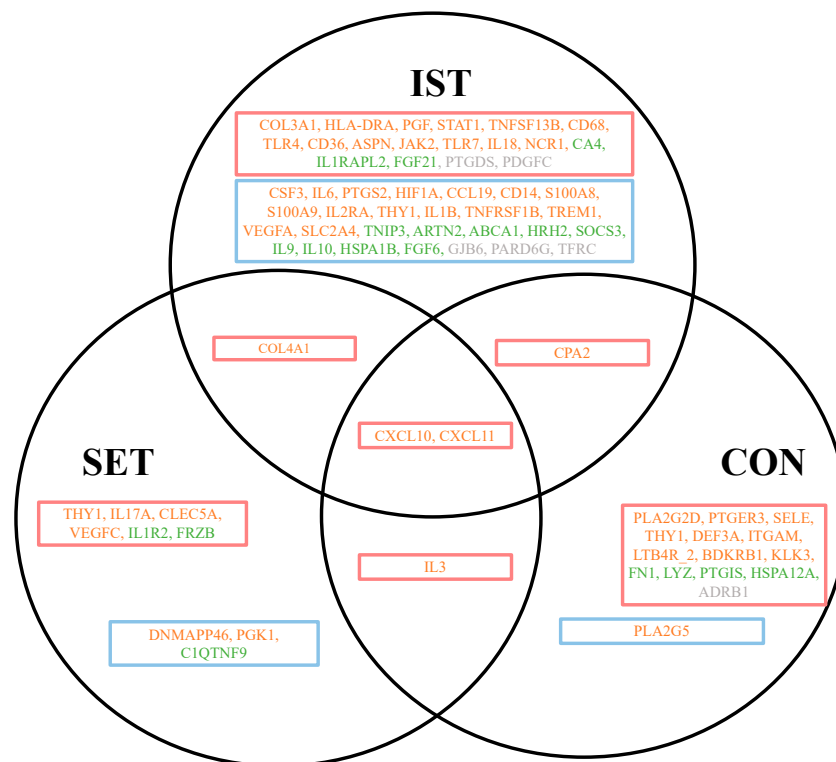 IST
COL3A1, HLA-DRA, PGF, STAT1, TNFSF13B, CD68,
TLR4, CD36, ASPN, JAK2, TLR7, IL18, NCR1, CA4,
IL1RAPL2, FGF21, PTGDS, PDGFC
CSF3, IL6, PTGS2, HIF1A, CCL19, CD14, S100A8,
S100A9, IL2RA, THY1, IL1B, TNFRSF1B, TREM1,
VEGFA, SLC2A4, TNIP3, ARTN2, ABCA1, HRH2, SOCS3,
IL9, IL10, HSPA1B, FGF6, GJB6, PARD6G, TFRC
COL4A1
CPA2
CXCL10, CXCL11
SET
CON
THY1, IL17A, CLEC5A,
VEGFC, IL1R2, FRZB
PLA2G2D, PTGER3, SELE,
THY1, DEF3A, ITGAM,
LTB4R_2, BDKRB1, KLK3,
FN1, LYZ, PTGIS, HSPA12A,
ADRB1
IL3
DNMAPP46, PGK1,
C1QTNF9
PLA2G5